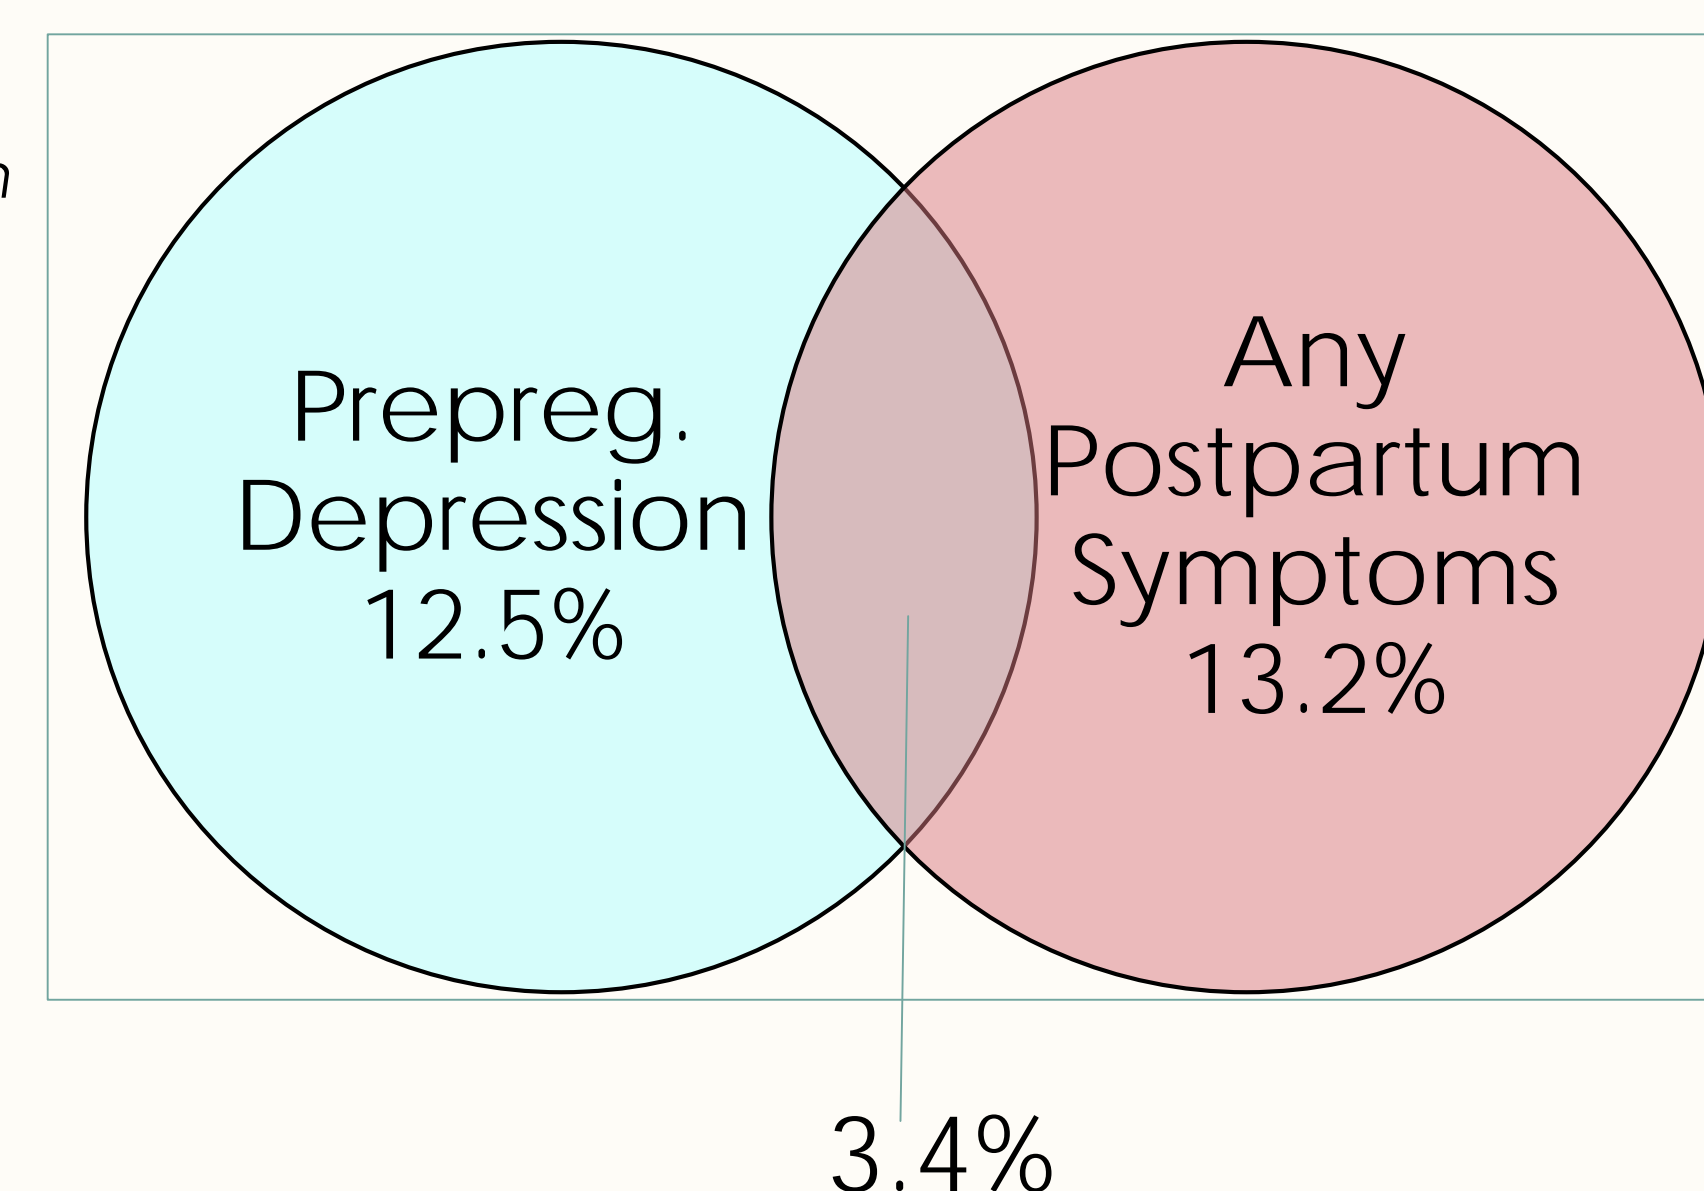 Prepreg.
Depression
12.5%
Any
Postpartum
Symptoms
13.2%
3.4%